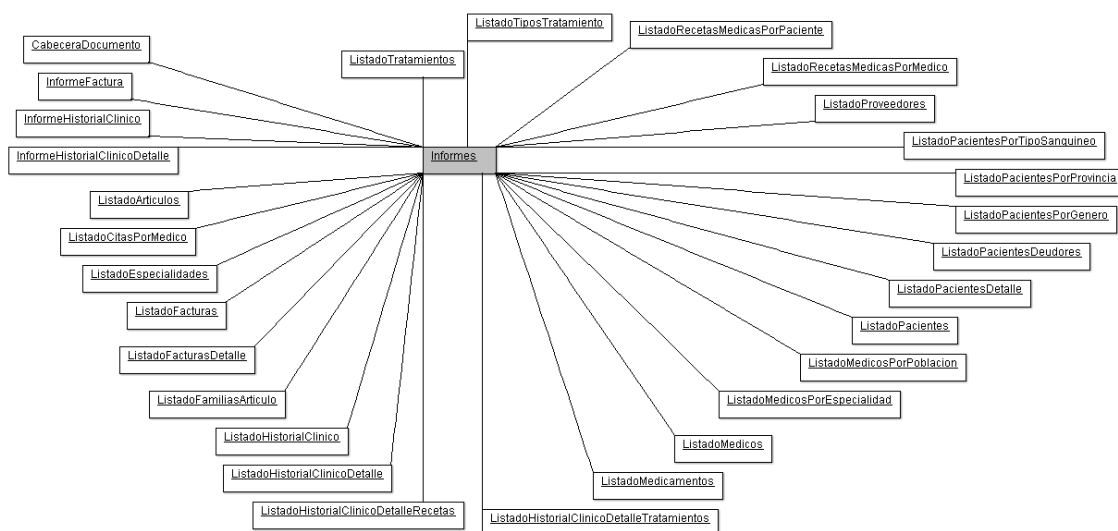 ListadoTiposTratamiento
ListadoRecetasMedicasPorPaciente
CabeceraDocumento
ListadoTratamientos
ListadoRecetasMedicasPorMedico
InformeFactura
ListadoProveedores
InformeHistorialClinico
ListadoPacientesPorTipoSanguineo
InformeHistorialClinicoDetalle
Informes
ListadoPacientesPorProvincia
ListadoArticulos
ListadoPacientesPorGenero
ListadoCitasPorMedico
ListadoPacientesDeudores
ListadoEspecialidades
ListadoPacientesDetalle
ListadoFacturas
ListadoPacientes
ListadoFacturasDetalle
ListadoMedicosPorPoblacion
ListadoFamiliasArticulo
ListadoMedicosPorEspecialidad
ListadoHistorialClinico
ListadoMedicos
ListadoHistorialClinicoDetalle
ListadoMedicamentos
ListadoHistorialClinicoDetalleRecetas
ListadoHistorialClinicoDetalleTratamientos